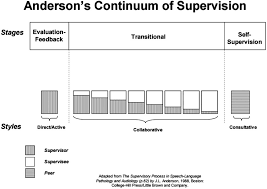 Anderson's Continuum of Supervision
Stages
Evaluation-
Feedback
Transitional
Self-
Supervision
Styles
Direct/Active
Collaborative
Consultative
Supervisor
Supervisee
Adapted from The Supervisory Process in Speech-Language
Pathology and Audiology (p.62) by J.L. Anderson, 1988, Boston:
College-Hill Press/Little Brown and Company.